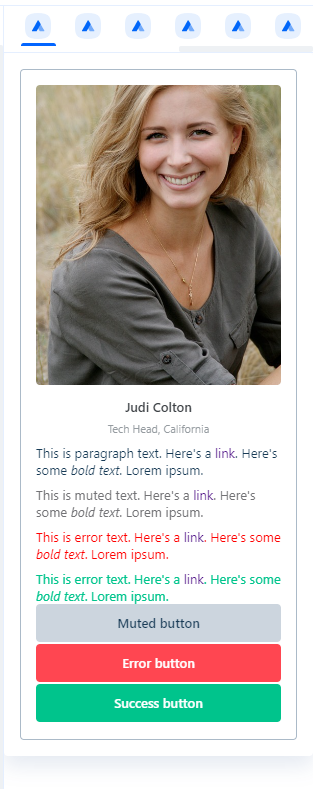 Judi Colton
Tech Head, California
This is paragraph text. Here's a link. Here's
some bold text. Lorem ipsum.
This is muted text. Here's a link. Here's
some bold text. Lorem ipsum.
This is error text. Here's a link. Here's some
bold text. Lorem ipsum.
This is error text. Here's a link. Here's some
bold text. Lorem ipsum.
Muted button
Error button
Success button